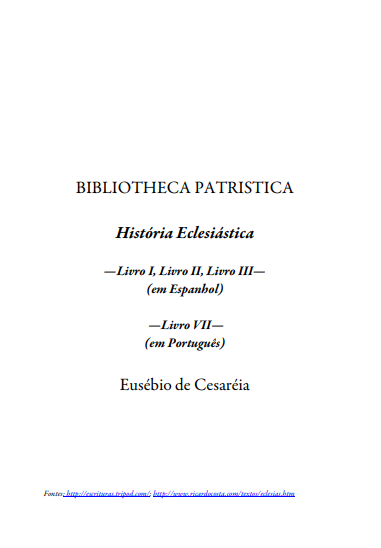 BIBLIOTHECA PATRISTICA
História Eclesiástica
—Livro I, Livro II, Livro III—
(em Espanhol)
—Livro VII—
(em Português)
Eusébio de Cesaréia
Fontes: http://escrituras.tripod.com/; http://www.ricardocosta.com/textos/eclesias.htm